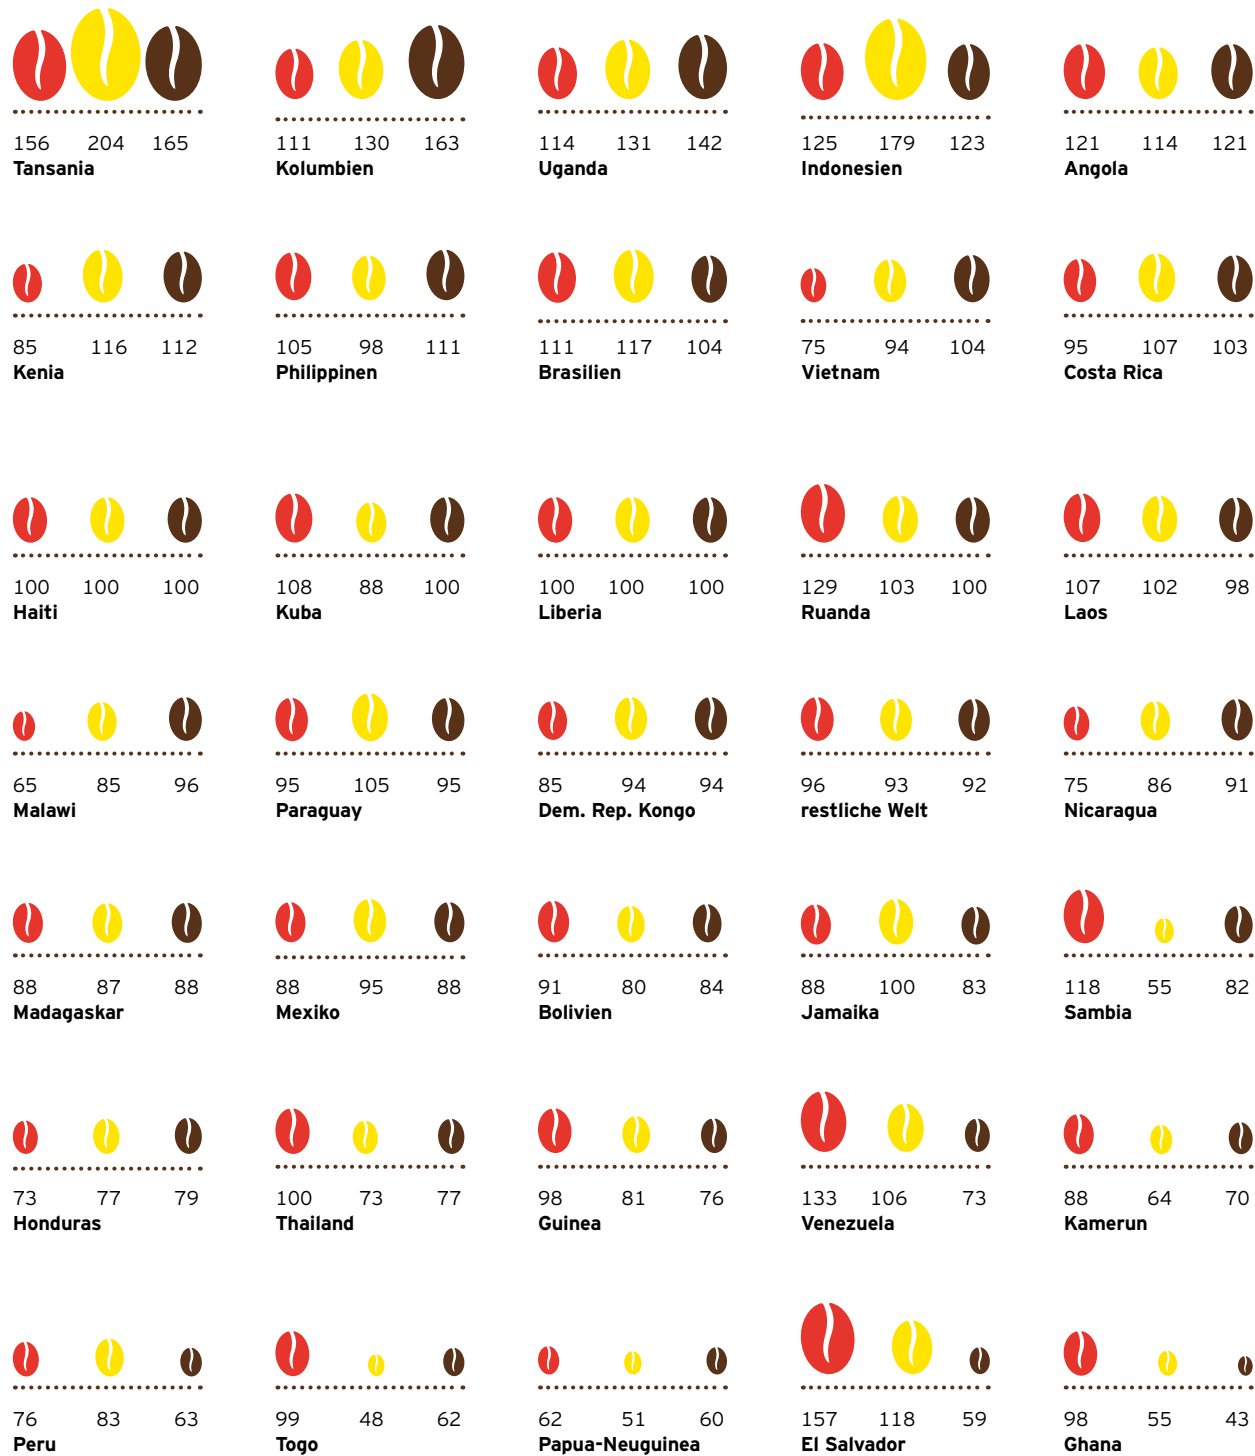 156 204 165
Tansania
111 130 163
Kolumbien
114 131 142
Uganda
125 179 123
Indonesien
121 114 121
Angola
85 116 112
Kenia
105 98 111
Philippinen
111 117 104
Brasilien
75 94 104
Vietnam
95 107 103
Costa Rica
100 100 100
Haiti
108 88 100
Kuba
100 100 100
Liberia
129 103 100
Ruanda
107 102 98
Laos
65 85 96
Malawi
95 105 95
Paraguay
85 94 94
Dem. Rep. Kongo
96 93 92
restliche Welt
75 86 91
Nicaragua
88 87 88
Madagaskar
88 95 88
Mexiko
91 80 84
Bolivien
88 100 83
Jamaika
118 55 82
Sambia
73 77 79
Honduras
100 73 77
Thailand
98 81 76
Guinea
133 106 73
Venezuela
88 64 70
Kamerun
76 83 63
Peru
99 48 62
Togo
62 51 60
Papua-Neuguinea
157 118 59
El Salvador
98 55 43
Ghana